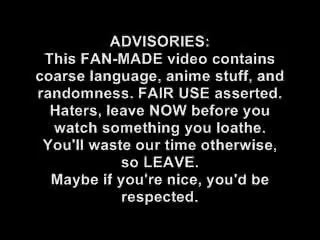 ADVISORIES:
This FAN-MADE video contains
coarse language, anime stuff, and
randomness. FAIR USE asserted.
Haters, leave NOW before you
watch something you loathe.
You'll waste our time otherwise,
so LEAVE.
Maybe if you're nice, you'd be
respected.